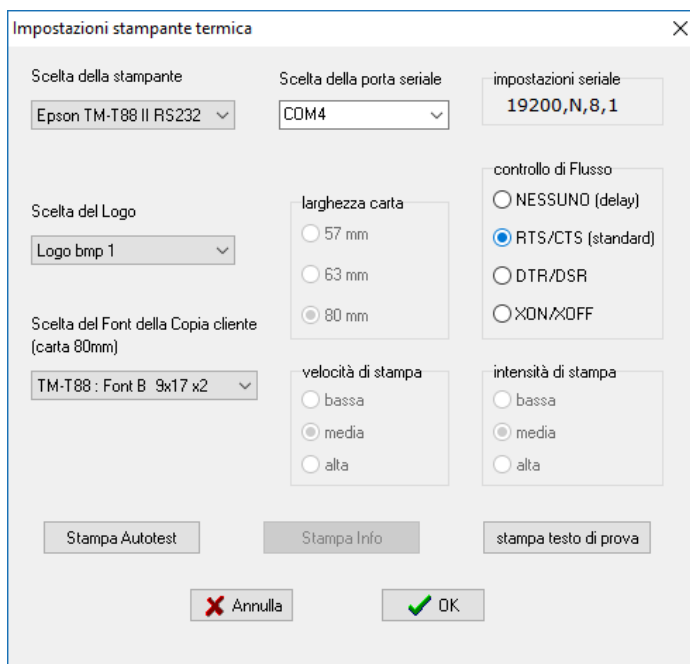 Impostazioni stampante termica
Scelta della stampante
Epson TM-T88 II RS232
Scelta della porta seriale
COM4
impostazioni seriale
19200,N,8,1
Scelta del Logo
Logo bmp 1
larghezza carta
57 mm
63 mm
80 mm
controllo di Flusso
NESSUNO (delay)
RTS/CTS (standard)
DTR/DSR
XON/XOFF
Scelta del Font della Copia cliente
(carta 80mm)
TM-T88 : Font B 9x17 x2
velocità di stampa
bassa
media
alta
intensità di stampa
bassa
media
alta
Stampa Autotest
Stampa Info
stampa testo di prova
Annulla
OK